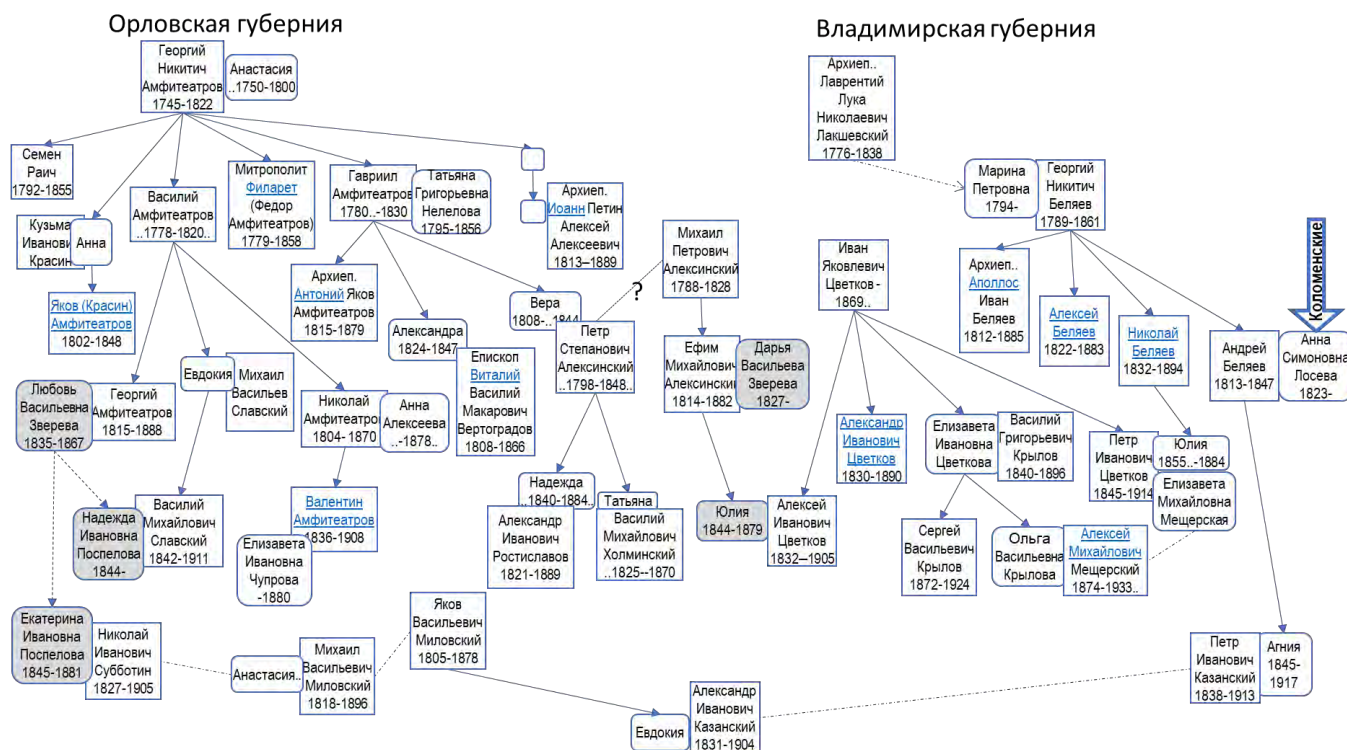 Орловская губерния
Владимирская губерния
Георгий
Никитич
Амфитеатров
1745-1822
Анастасия
..1750-1800
Архиеп..
Лаврентий
Лука
Николаевич
Лакшевский
1776-1838
Семен
Раич
1792-1855
Василий
Амфитеатров
..1778-1820..
Митрополит
Филарет
(Федор
Амфитеатров)
1779-1858
Гавриил
Амфитеатров
1780..-1830
Татьяна
Григорьевна
Нелелова
1795-1856
Архиеп.
Иоанн Петин
Алексей
Алексеевич
1813–1889
Марина
Петровна
1794-
Георгий
Никитич
Беляев
1789-1861
Кузьма
Иванович
Красин
Анна
Михаил
Петрович
Алексинский
1788-1828
Иван
Яковлевич
Цветков -
1869..
Коломенские
Яков (Красин)
Амфитеатров
1802-1848
Архиеп.
Антоний Яков
Амфитеатров
1815-1879
Александра
1824-1847
Вера
1808-..1844
?
Архиеп..
Аполлос
Иван
Беляев
1812-1885
Алексей
Беляев
1822-1883
Николай
Беляев
1832-1894
Андрей
Беляев
1813-1847
Анна
Симоновна
Лосева
1823-
Любовь
Васильевна
Зверева
1835-1867
Георгий
Амфитеатров
1815-1888
Евдокия
Михаил
Васильев
Славский
Николай
Амфитеатров
1804- 1870
Анна
Алексеева
..-1878..
Епископ
Виталий
Василий
Макарович
Вертоградов
1808-1866
Петр
Степанович
Алексинский
..1798-1848..
Ефим
Михайлович
Алексинский
1814-1882
Дарья
Васильева
Зверева
1827-
Надежда
Ивановна
Поспелова
1844-
Василий
Михайлович
Славский
1842-1911
Валентин
Амфитеатров
1836-1908
Елизавета
Ивановна
Чупрова
-1880
Надежда
..1840-1884..
Александр
Иванович
Ростиславов
1821-1889
Татьяна
Василий
Михайлович
Холминский
..1825--1870
Юлия
1844-1879
Алексей
Иванович
Цветков
1832–1905
Александр
Иванович
Цветков
1830-1890
Елизавета
Ивановна
Цветкова
Василий
Григорьевич
Крылов
1840-1896
Петр
Иванович
Цветков
1845-1914
Юлия
1855..-1884
Елизавета
Михайловна
Мещерская
Сергей
Васильевич
Крылов
1872-1924
Ольга
Васильевна
Крылова
Алексей
Михайлович
Мещерский
1874-1933..
Екатерина
Ивановна
Поспелова
1845-1881
Николай
Иванович
Субботин
1827-1905
Анастасия..
Михаил
Васильевич
Миловский
1818-1896
Яков
Васильевич
Миловский
1805-1878
Евдокия
Александр
Иванович
Казанский
1831-1904
Петр
Иванович
Казанский
1838-1913
Агния
1845-
1917